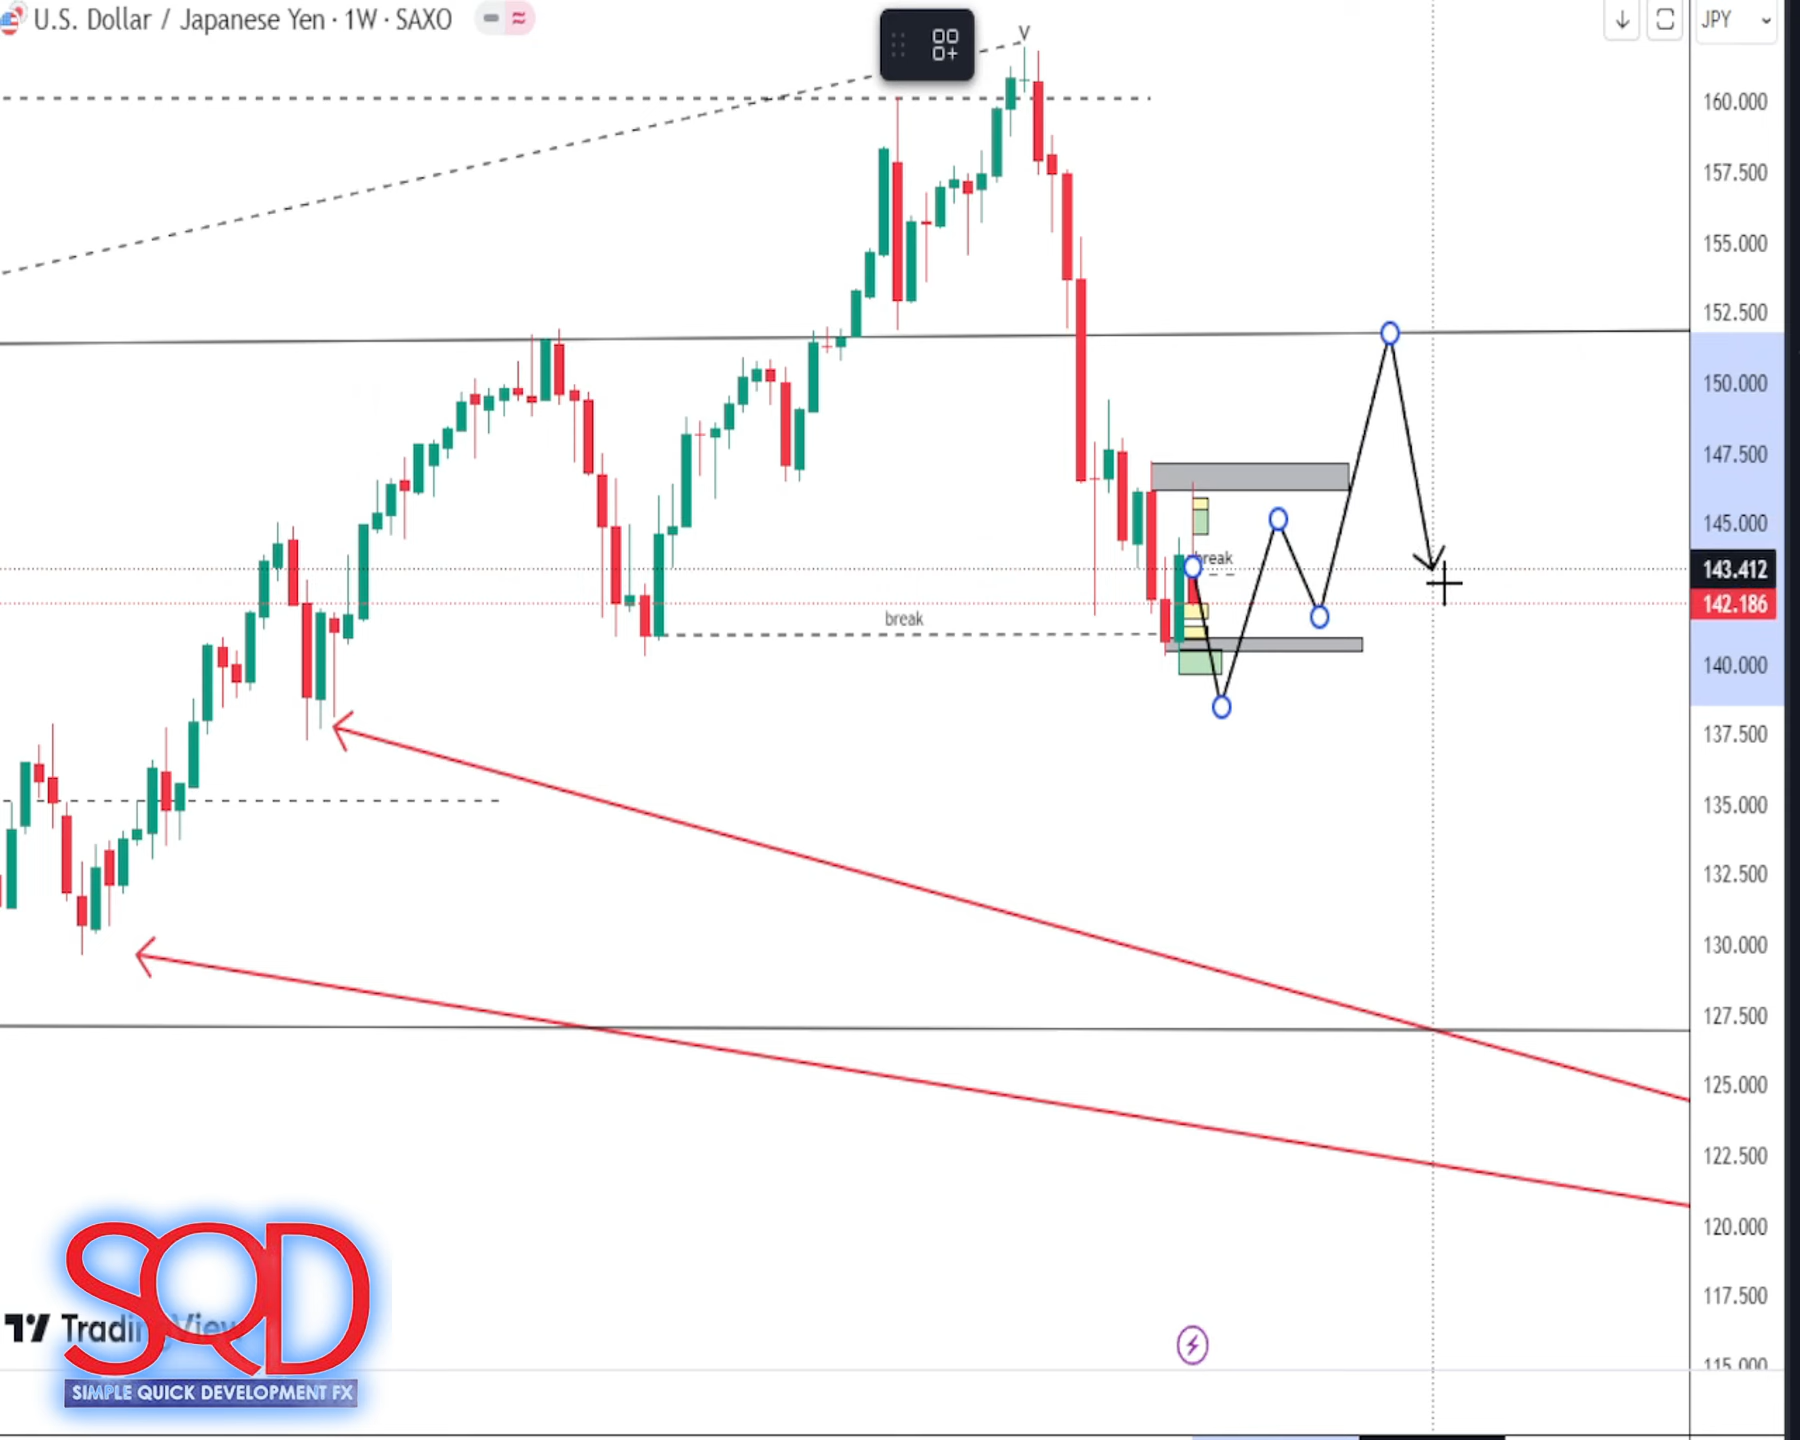 U.S. Dollar / Japanese Yen · 1W · SAXO
JPY
V
160.000
157.500
155.000
152.500
150.000
147.500
145.000
break
143.412
142.186
break
140.000
137.500
135.000
132.500
130.000
127.500
125.000
122.500
120.000
117.500
115.000
TradingView
SQD
SIMPLE QUICK DEVELOPMENT FX